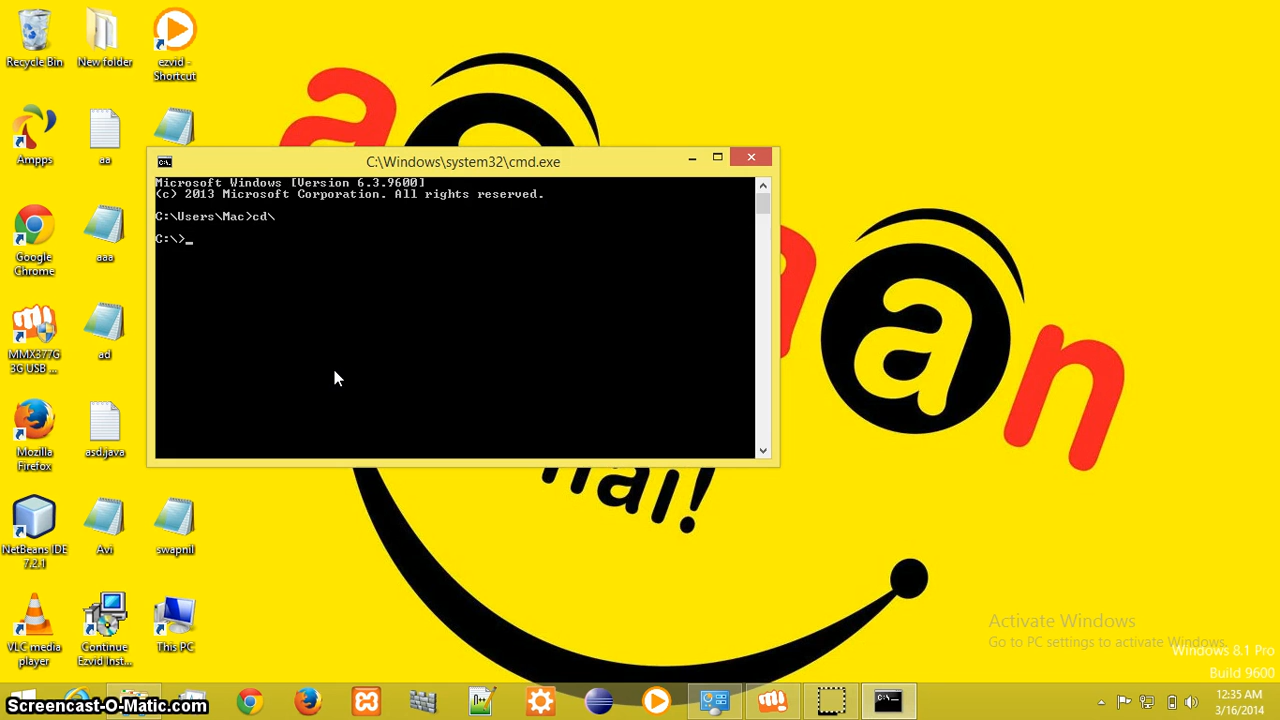 Recycle Bin
New folder
ezvid -
Shortcut
Ampps
aa
Google
Chrome
aaa
MMX377G
3G USB ...
ad
Mozilla
Firefox
asd.java
NetBeans IDE
7.2.1
Avi
swapnil
VLC media
player
Continue
Ezvid Inst...
This PC
C:\Windows\system32\cmd.exe
Microsoft Windows [Version 6.3.9600]
(c) 2013 Microsoft Corporation. All rights reserved.
C:\Users\Mac>cd\
C:\>_
a
a
n
hai!
Activate Windows
Go to PC settings to activate Windows.
Windows 8.1 Pro
Build 9600
Screencast-O-Matic.com
12:35 AM
3/16/2014